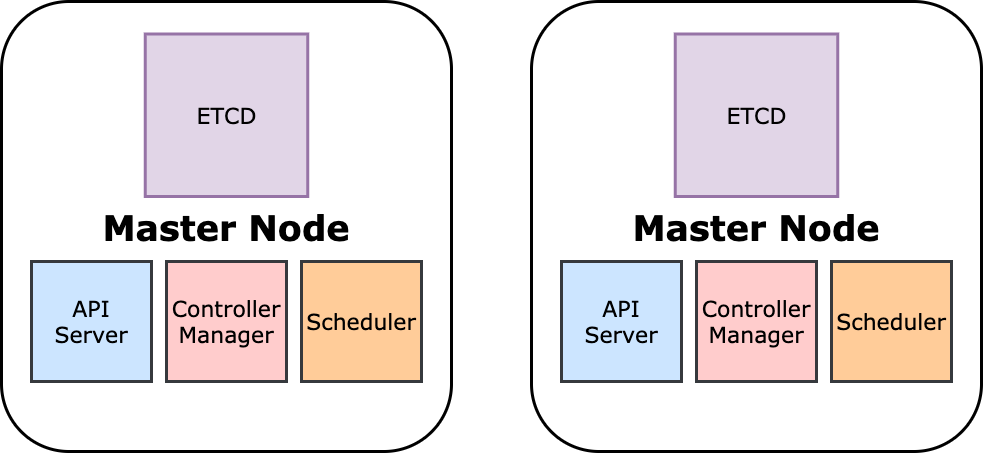 ETCD
Master Node
API
Server
Controller
Manager
Scheduler
ETCD
Master Node
API
Server
Controller
Manager
Scheduler